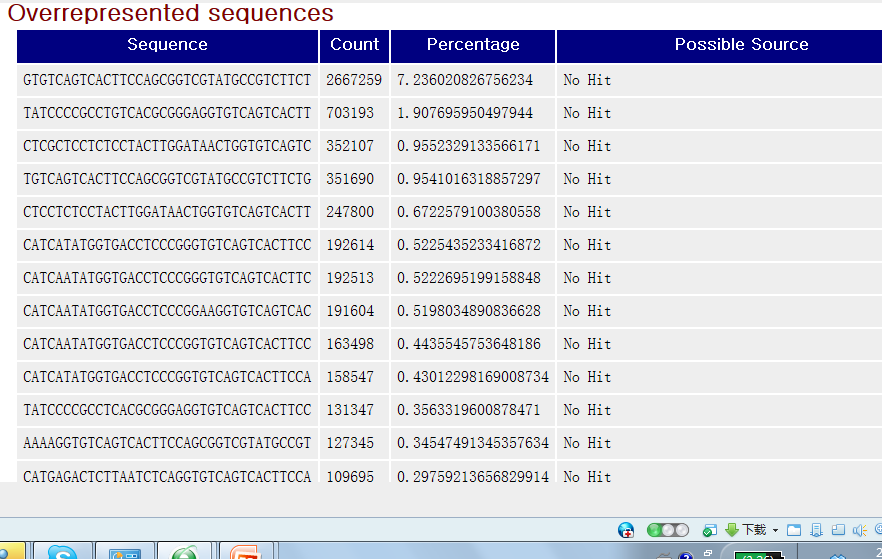 Overrepresented sequences
Sequence Count Percentage Possible Source
GTGTCAGTCACTTCCAGCGGTCGTATGCCGTCTTCT 2667259 7.236020826756234 No Hit
TATCCCCGCCTGTCACGCGGGAGGTGTCAGTCACTT 703193 1.907695950497944 No Hit
CTCGCTCCTCTCCTACTTGGATAACTGGTGTCAGTC 352107 0.9552329133566171 No Hit
TGTCAGTCACTTCCAGCGGTCGTATGCCGTCTTCTG 351690 0.9541016318857297 No Hit
CTCCTCTCCTACTTGGATAACTGGTGTCAGTCACTT 247800 0.6722579100380558 No Hit
CATCATATGGTGACCTCCCGGGTGTCAGTCACTTCC 192614 0.5225435233416872 No Hit
CATCAATATGGTGACCTCCCGGGTGTCAGTCACTTC 192513 0.5222695199158848 No Hit
CATCAATATGGTGACCTCCCGGAAGGTGTCAGTCAC 191604 0.5198034890836628 No Hit
CATCAATATGGTGACCTCCCGGTGTCAGTCACTTCC 163498 0.4435545753648186 No Hit
CATCATATGGTGACCTCCCGGTGTCAGTCACTTCCA 158547 0.43012298169008734 No Hit
TATCCCCGCCTCACGCGGGAGGTGTCAGTCACTTCC 131347 0.3563319600878471 No Hit
AAAAGGTGTCAGTCACTTCCAGCGGTCGTATGCCGT 127345 0.34547491345357634 No Hit
CATGAGACTCTTAATCTCAGGTGTCAGTCACTTCCA 109695 0.29759213656829914 No Hit
下载